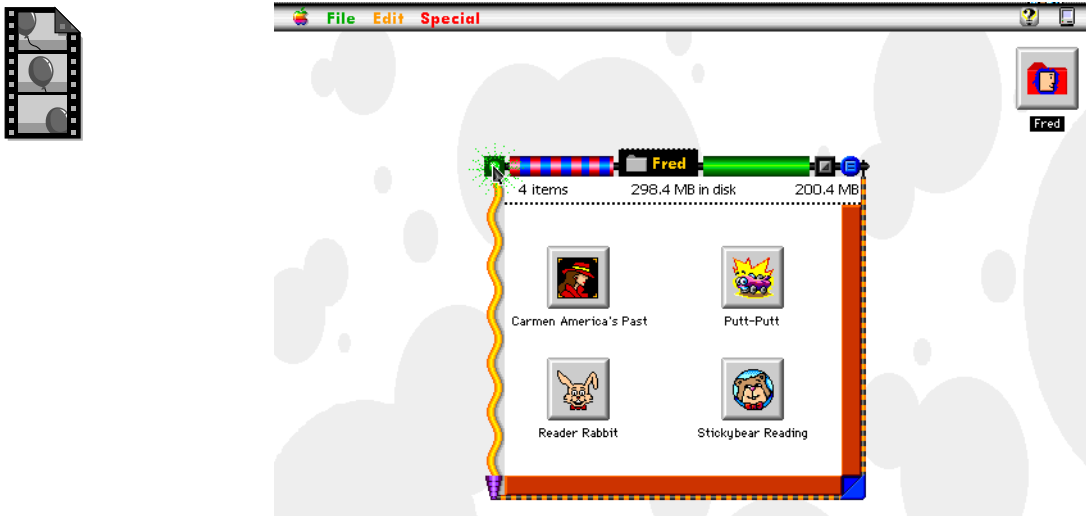 File Edit Special
Fred
Fred
4 items 298.4 MB in disk 200.4 MB
Carmen America's Past Putt-Putt
Reader Rabbit Stickybear Reading